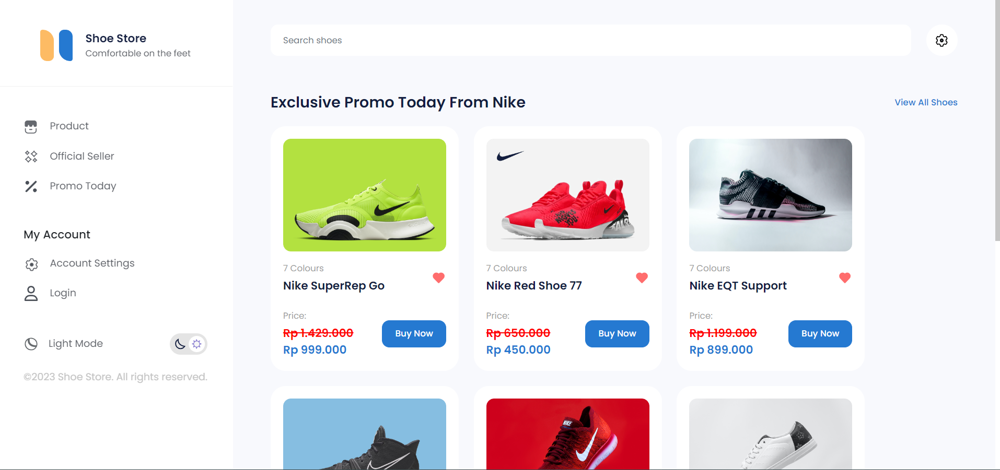 Shoe Store
Comfortable on the feet
Product
Official Seller
Promo Today
My Account
Account Settings
Login
Light Mode
©2023 Shoe Store. All rights reserved.
Search shoes
Exclusive Promo Today From Nike
View All Shoes
7 Colours
Nike SuperRep Go
Price:
Rp 1.429.000
Rp 999.000
Buy Now
7 Colours
Nike Red Shoe 77
Price:
Rp 650.000
Rp 450.000
Buy Now
7 Colours
Nike EQT Support
Price:
Rp 1.199.000
Rp 899.000
Buy Now
NIKE